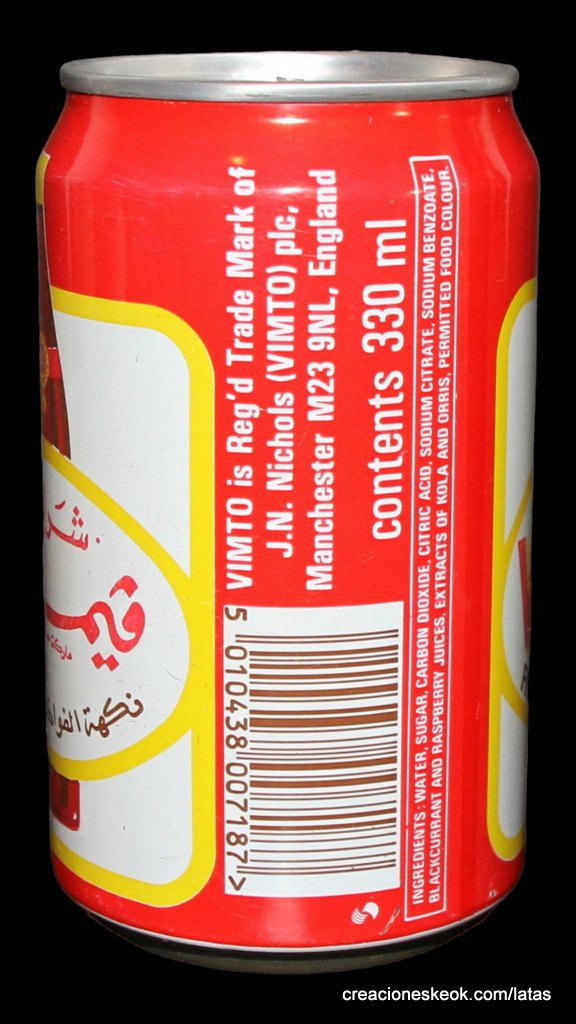 VIMTO is Reg'd Trade Mark of
J.N. Nichols (VIMTO) plc,
Manchester M23 9NL, England
contents 330 ml
INGREDIENTS: WATER, SUGAR, CARBON DIOXIDE, CITRIC ACID, SODIUM CITRATE, SODIUM BENZOATE,
BLACKCURRANT AND RASPBERRY JUICES, EXTRACTS OF KOLA AND ORRIS, PERMITTED FOOD COLOUR.
5 010438 007187 >
نكهة
creacioneskeok.com/latas